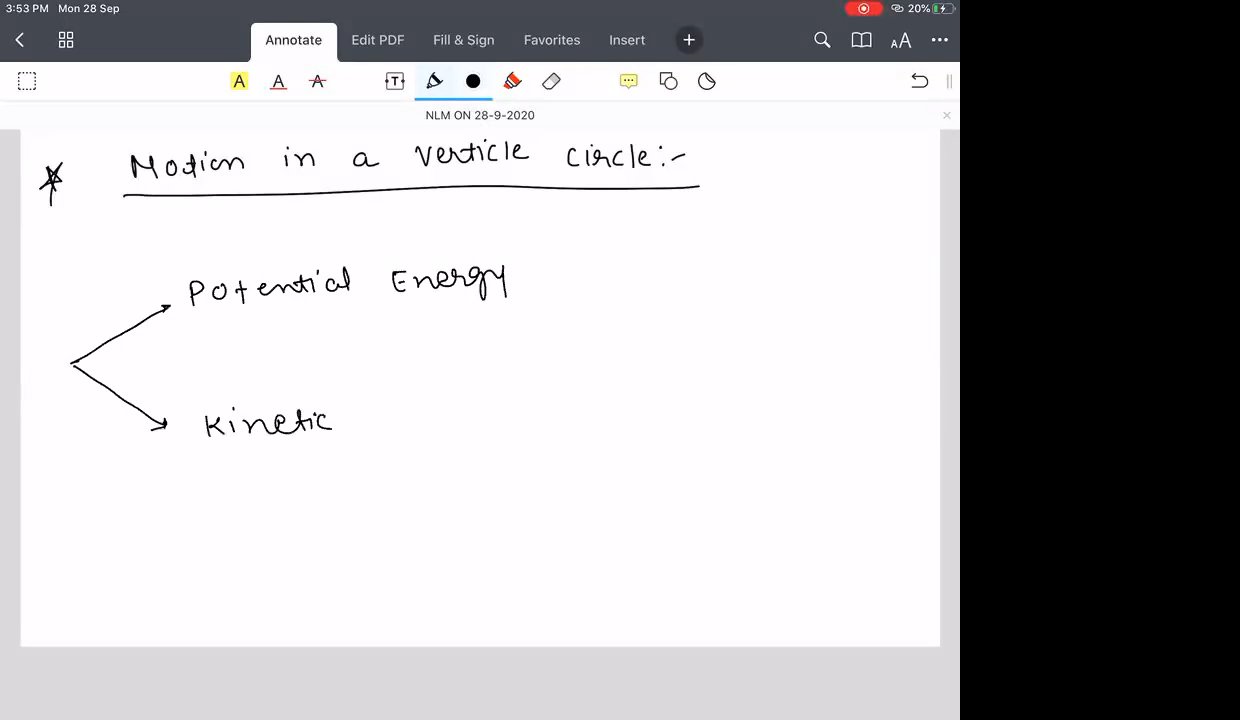 3:53 PM Mon 28 Sep 20%
Annotate Edit PDF Fill & Sign Favorites Insert
AA
A A A T
NLM ON 28-9-2020
Motion in a verticle circle:-
Potential Energy
Kinetic